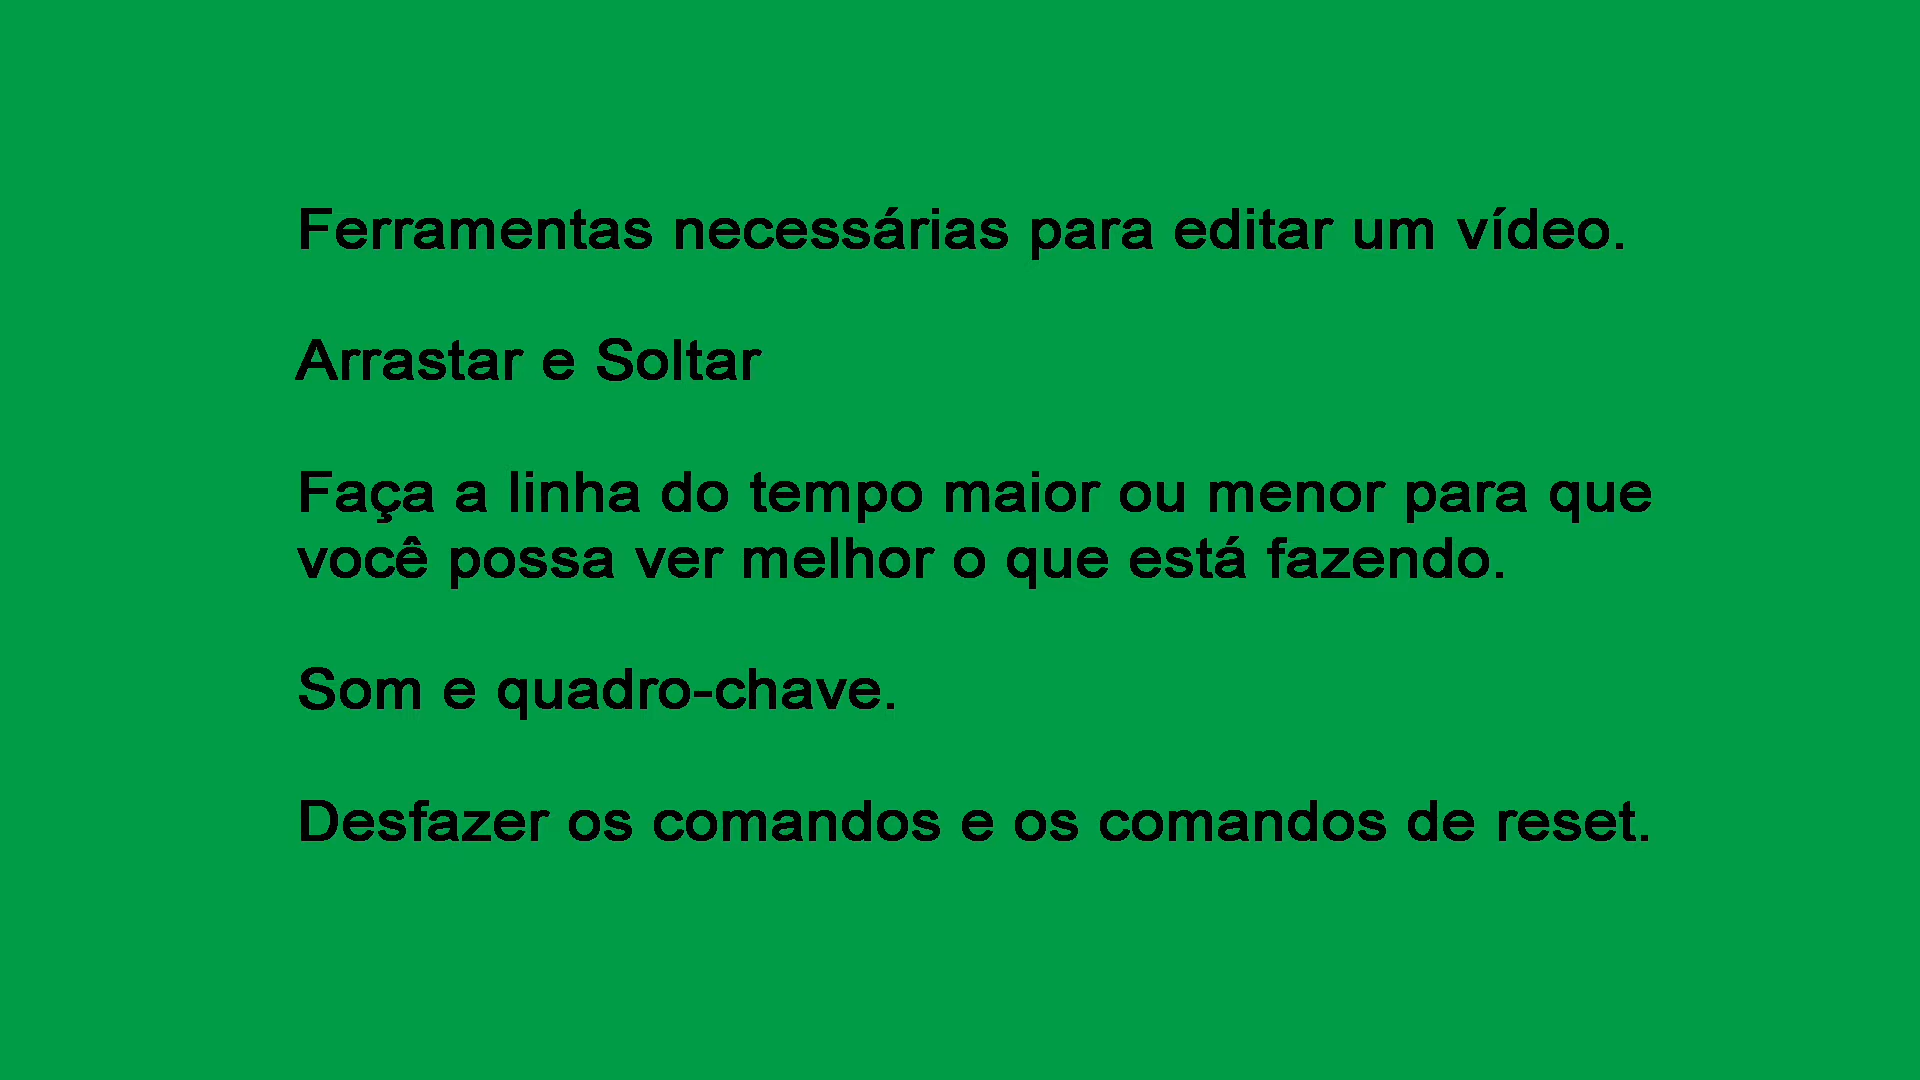 Ferramentas necessárias para editar um vídeo.
Arrastar e Soltar
Faça a linha do tempo maior ou menor para que
você possa ver melhor o que está fazendo.
Som e quadro-chave.
Desfazer os comandos e os comandos de reset.